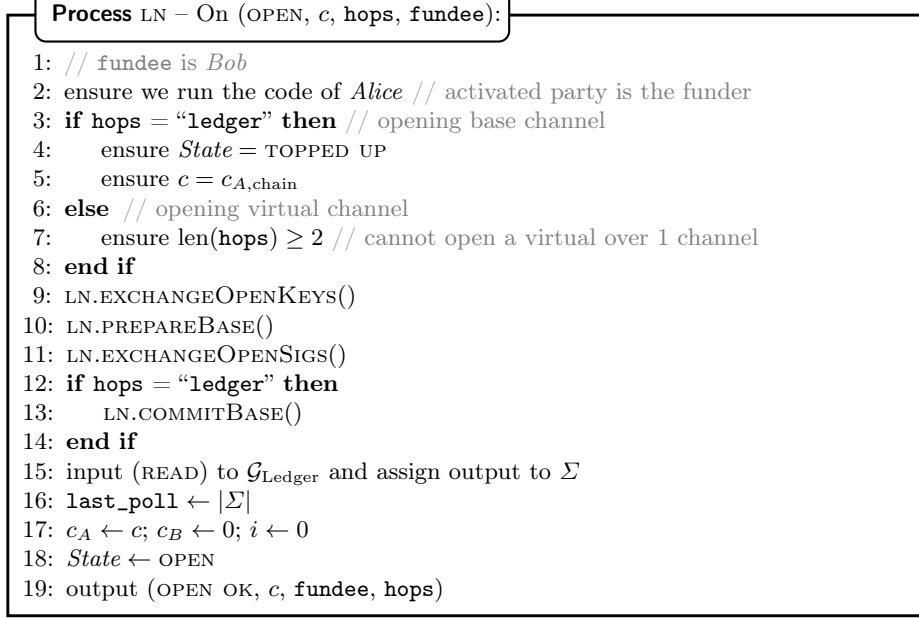 Process LN – On (OPEN, c, hops, fundee):
1: // fundee is Bob
2: ensure we run the code of Alice // activated party is the funder
3: if hops = “ledger” then // opening base channel
4: ensure State = TOPPED UP
5: ensure c = c_{A,chain}
6: else // opening virtual channel
7: ensure len(hops) ≥ 2 // cannot open a virtual over 1 channel
8: end if
9: LN.EXCHANGEOPENKEYS()
10: LN.PREPAREBASE()
11: LN.EXCHANGEOPENSIGS()
12: if hops = “ledger” then
13: LN.COMMITBASE()
14: end if
15: input (READ) to 𝒢_{Ledger} and assign output to Σ
16: last_poll ← |Σ|
17: c_A ← c; c_B ← 0; i ← 0
18: State ← OPEN
19: output (OPEN OK, c, fundee, hops)